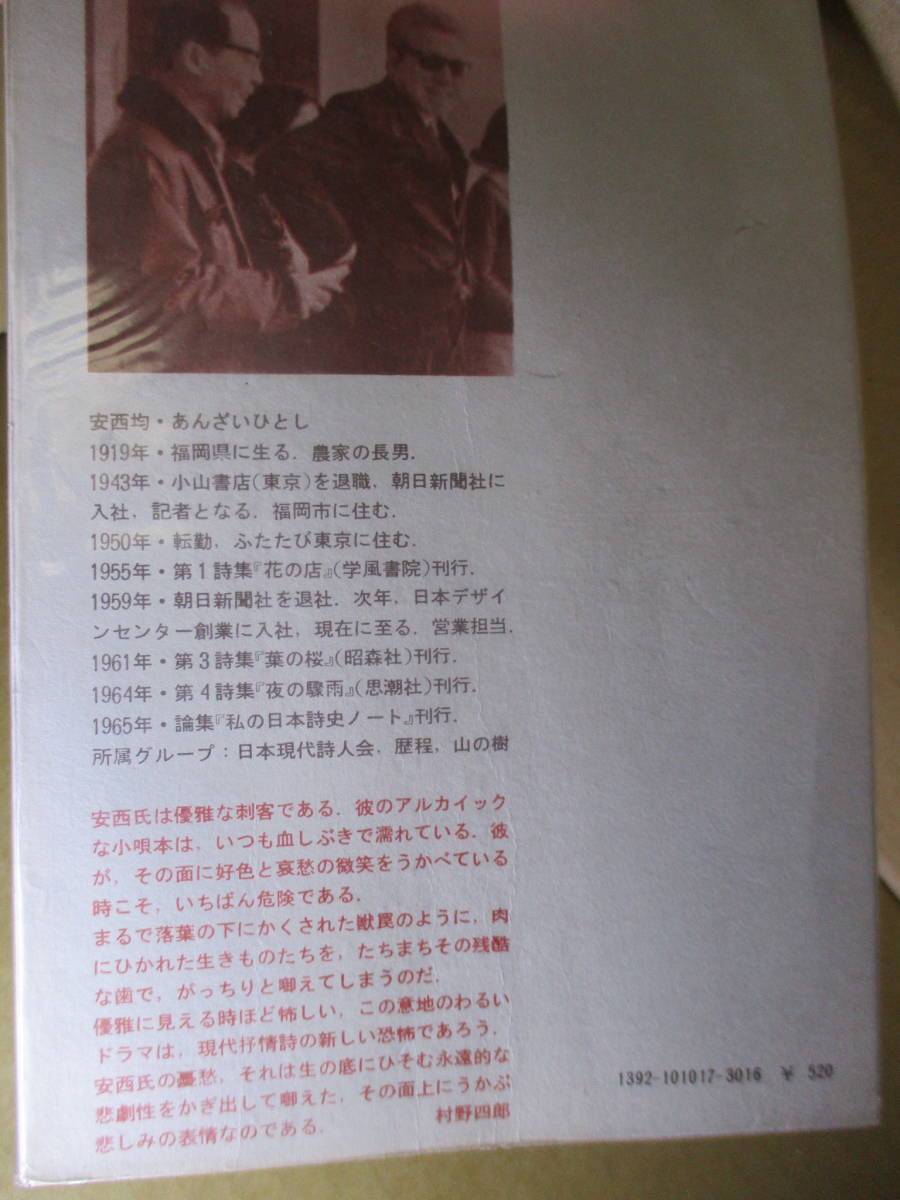 安西均・あんざいひとし
1919年・福岡県に生る．農家の長男．
1943年・小山書店（東京）を退職，朝日新聞社に
入社，記者となる．福岡市に住む．
1950年・転勤，ふたたび東京に住む．
1955年・第1詩集『花の店』（学風書院）刊行．
1959年・朝日新聞社を退社．次年，日本デザイ
ンセンター創業に入社，現在に至る．営業担当．
1961年・第3詩集『葉の桜』（昭森社）刊行．
1964年・第4詩集『夜の驟雨』（思潮社）刊行．
1965年・論集『私の日本詩史ノート』刊行．
所属グループ：日本現代詩人会，歴程，山の樹
安西氏は優雅な刺客である．彼のアルカイック
な小唄本は，いつも血しぶきで濡れている．彼
が，その面に好色と哀愁の微笑をうかべている
時こそ，いちばん危険である．
まるで落葉の下にかくされた獣罠のように，肉
にひかれた生きものたちを，たちまちその残酷
な歯で，がっちりと啣えてしまうのだ．
優雅に見える時ほど怖しい，この意地のわるい
ドラマは，現代抒情詩の新しい恐怖であろう．
安西氏の憂愁，それは生の底にひそむ永遠的な
悲劇性をかぎ出して啣えた，その面上にうかぶ
悲しみの表情なのである．
村野四郎
1392-101017-3016 ￥ 520